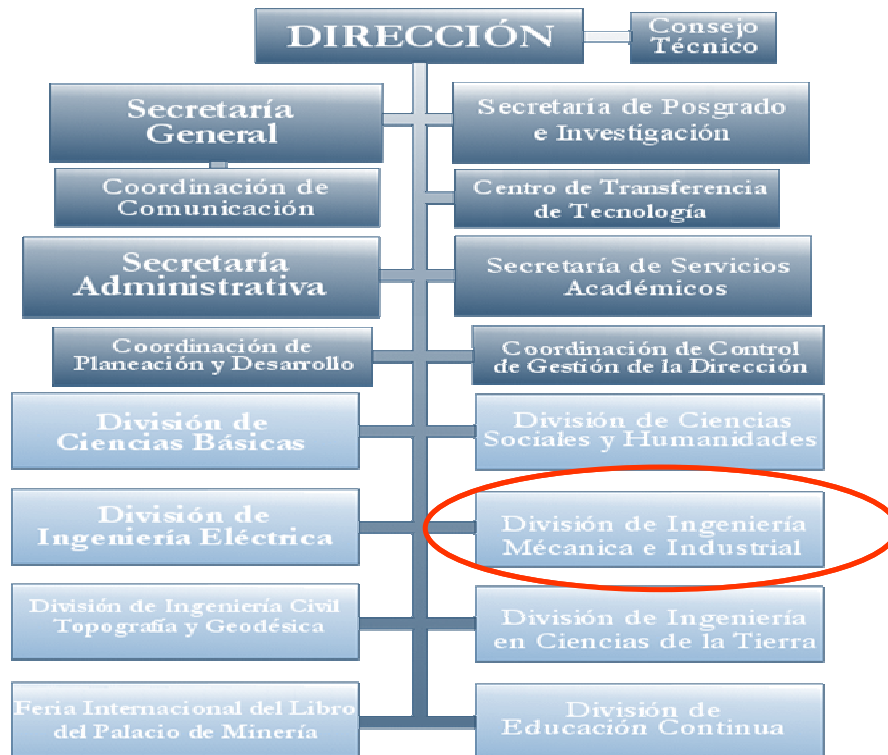 DIRECCIÓN
Consejo
Técnico
Secretaría
General
Secretaría de Posgrado
e Investigación
Coordinación de
Comunicación
Centro de Transferencia
de Tecnología
Secretaría
Administrativa
Secretaría de Servicios
Académicos
Coordinación de
Planeación y Desarrollo
Coordinación de Control
de Gestión de la Dirección
División de
Ciencias Básicas
División de Ciencias
Sociales y Humanidades
División de
Ingeniería Eléctrica
División de Ingeniería
Mécanica e Industrial
División de Ingeniería Civil
Topografía y Geodésica
División de Ingeniería
en Ciencias de la Tierra
Feria Internacional del Libro
del Palacio de Minería
División de
Educación Continua